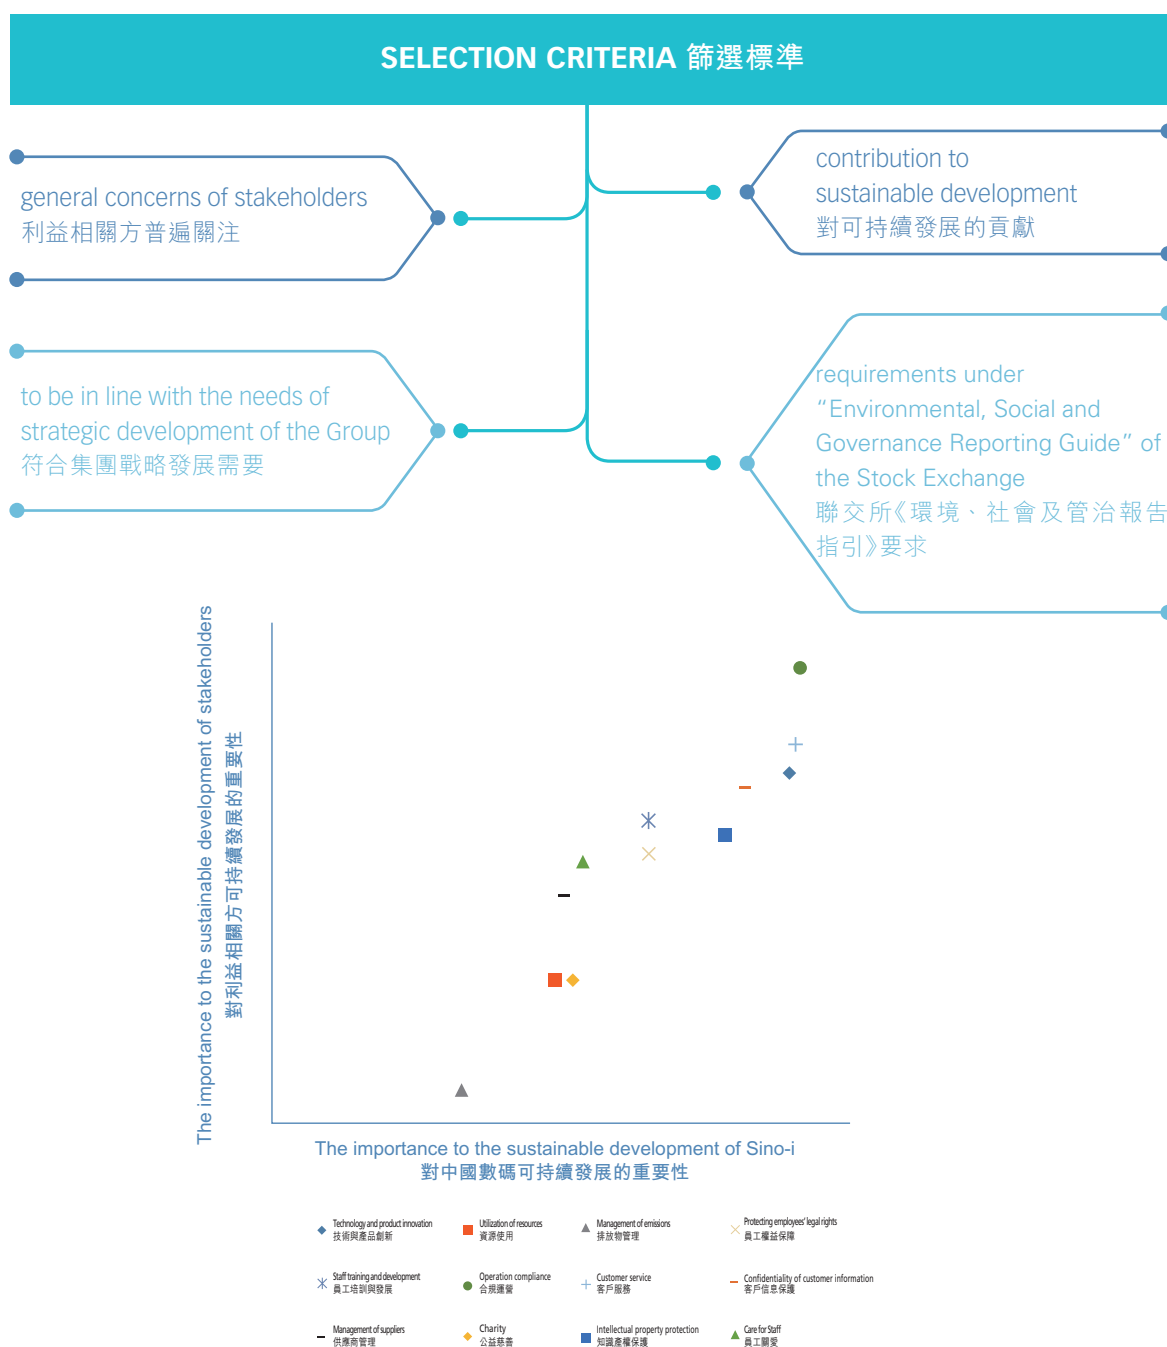 SELECTION CRITERIA 篩選標準
general concerns of stakeholders
利益相關方普遍關注
contribution to
sustainable development
對可持續發展的貢獻
to be in line with the needs of
strategic development of the Group
符合集團戰略發展需要
requirements under
“Environmental, Social and
Governance Reporting Guide” of
the Stock Exchange
聯交所《環境、社會及管治報告
指引》要求
The importance to the sustainable development of stakeholders
對利益相關方可持續發展的重要性
The importance to the sustainable development of Sino-i
對中國數碼可持續發展的重要性
Technology and product innovation
技術與產品創新
Utilization of resources
資源使用
Management of emissions
排放物管理
Protecting employees' legal rights
員工權益保障
Staff training and development
員工培訓與發展
Operation compliance
合規運營
Customer service
客戶服務
Confidentiality of customer information
客戶信息保護
Management of suppliers
供應商管理
Charity
公益慈善
Intellectual property protection
知識產權保護
Care for Staff
員工關愛